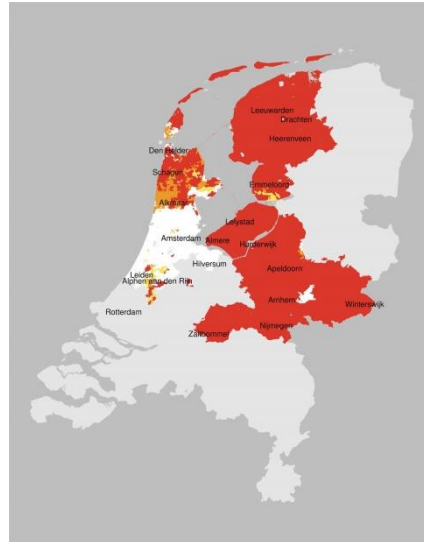 Leeuwarden
Drachten
Heerenveen
Den Helder
Schagen
Emmeloord
Alkmaar
Lelystad
Amsterdam
Almere
Harderwijk
Hilversum
Apeldoorn
Leiden
Alphen aan den Rijn
Arnhem
Winterswijk
Rotterdam
Nijmegen
Zaltbommel